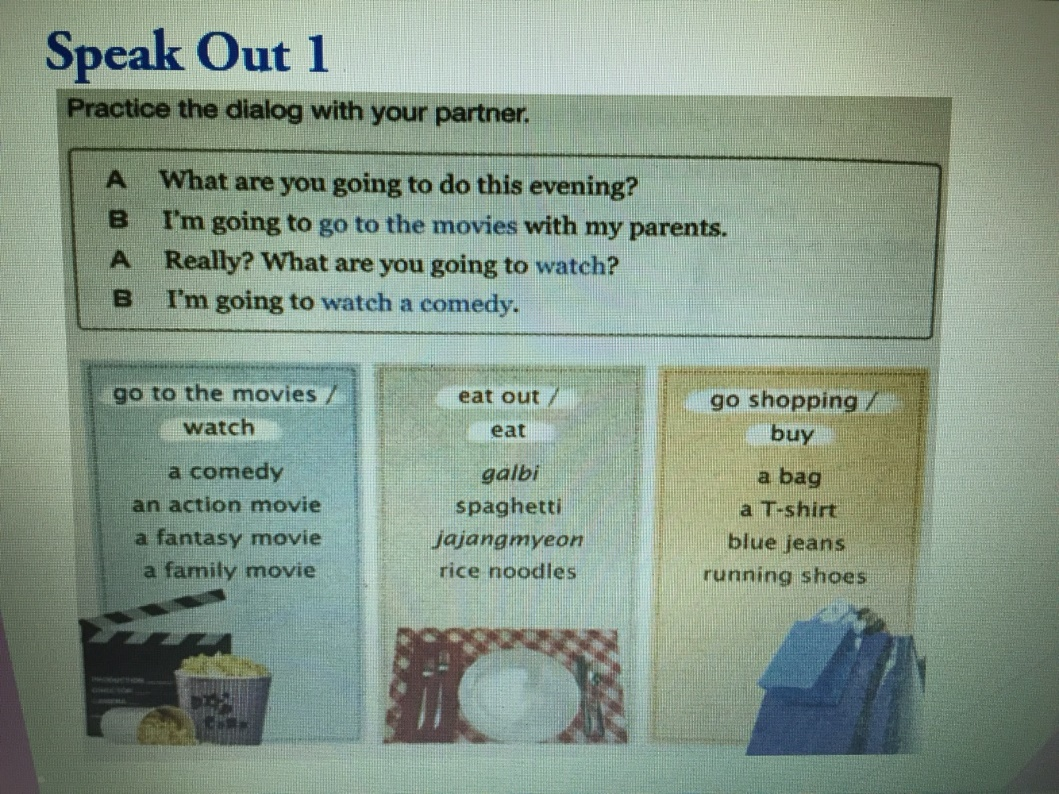 Speak Out 1
Practice the dialog with your partner.
A What are you going to do this evening?
B I'm going to go to the movies with my parents.
A Really? What are you going to watch?
B I'm going to watch a comedy.
go to the movies /
watch
a comedy
an action movie
a fantasy movie
a family movie
eat out /
eat
galbi
spaghetti
jajangmyeon
rice noodles
go shopping /
buy
a bag
a T-shirt
blue jeans
running shoes